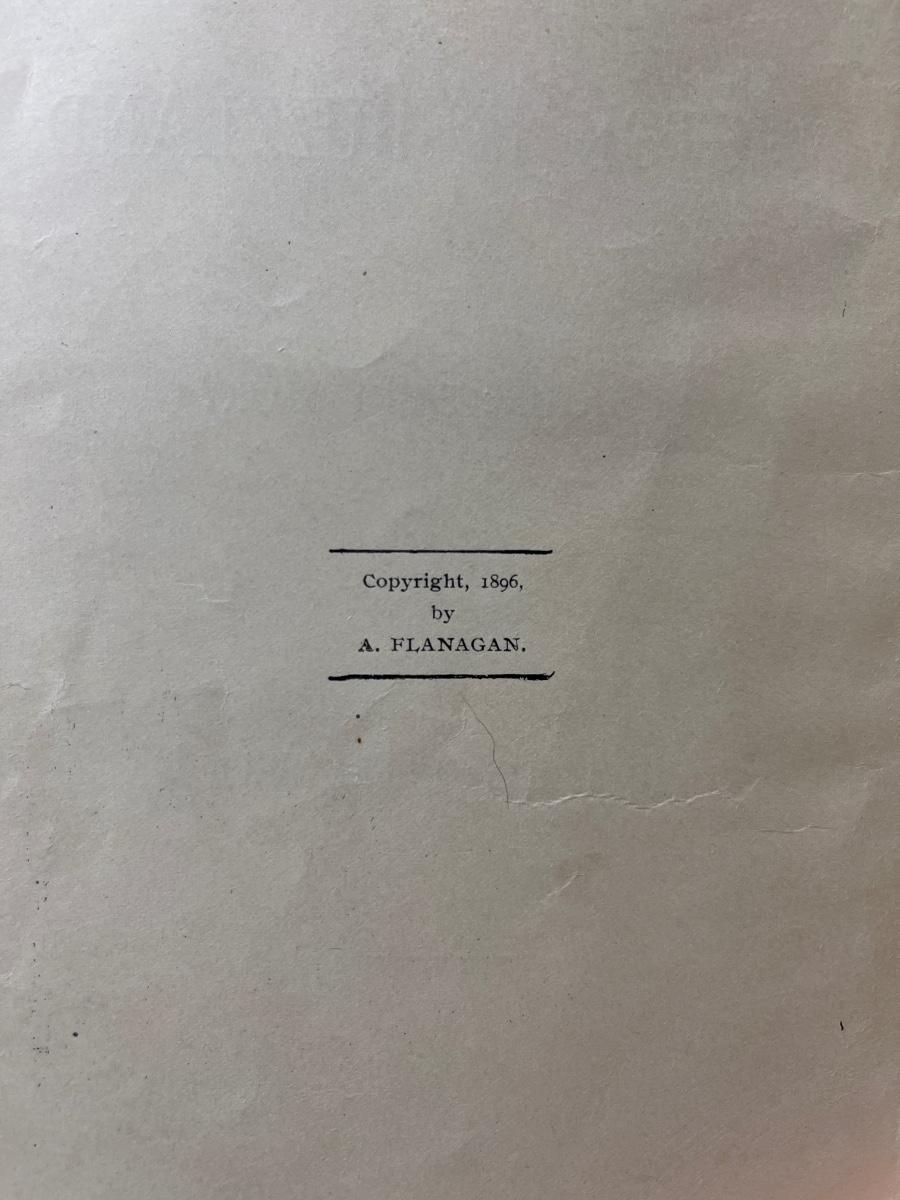 Copyright, 1896,
by
A. FLANAGAN.